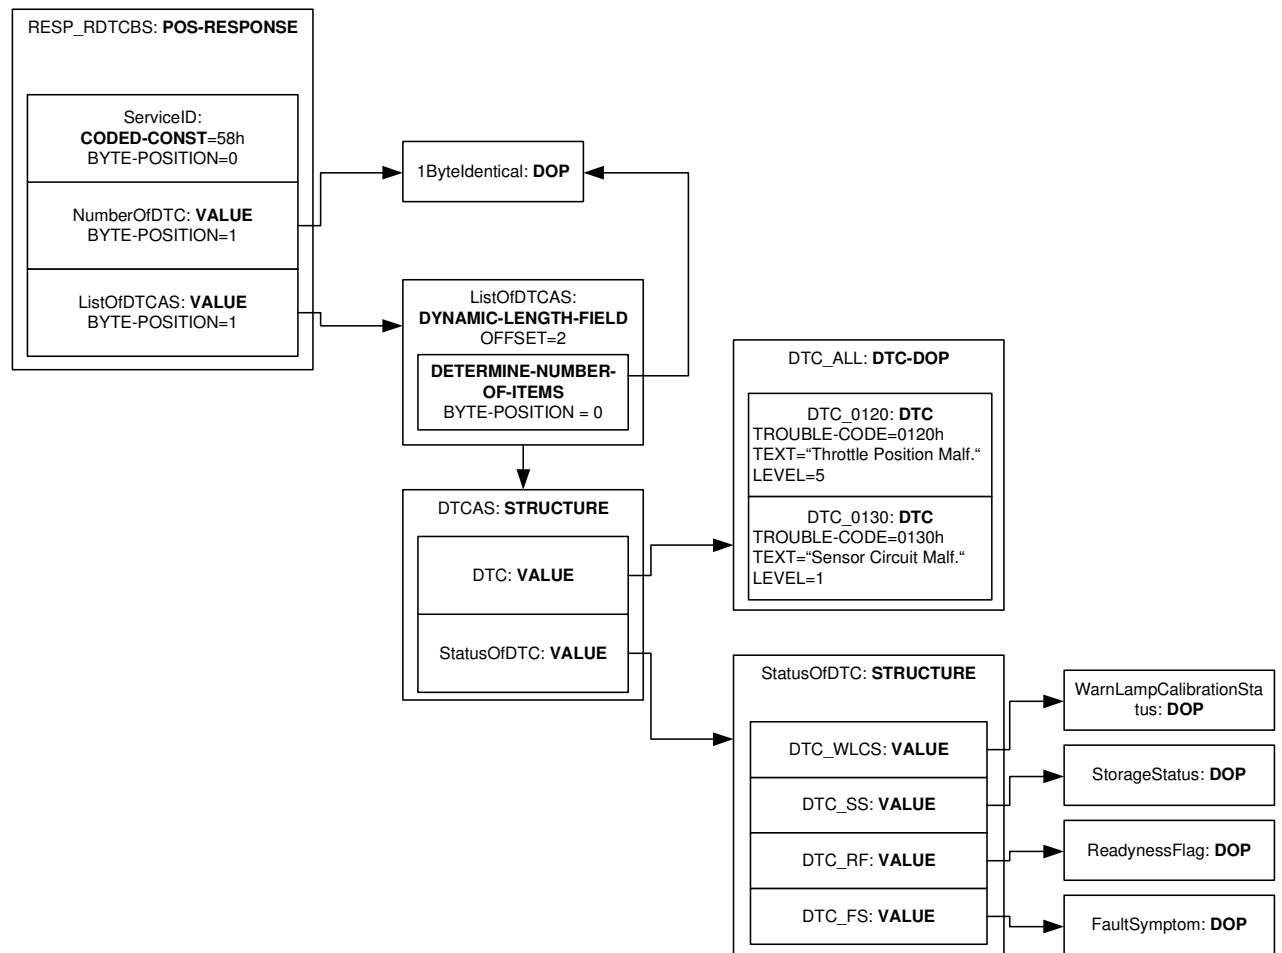 RESP_RDTCBS: POS-RESPONSE
ServiceID:
CODED-CONST=58h
BYTE-POSITION=0
NumberOfDTC: VALUE
BYTE-POSITION=1
ListOfDTCAS: VALUE
BYTE-POSITION=1
1ByteIdentical: DOP
ListOfDTCAS:
DYNAMIC-LENGTH-FIELD
OFFSET=2
DETERMINE-NUMBER-
OF-ITEMS
BYTE-POSITION = 0
DTCAS: STRUCTURE
DTC: VALUE
StatusOfDTC: VALUE
DTC_ALL: DTC-DOP
DTC_0120: DTC
TROUBLE-CODE=0120h
TEXT=“Throttle Position Malf.“
LEVEL=5
DTC_0130: DTC
TROUBLE-CODE=0130h
TEXT=“Sensor Circuit Malf.“
LEVEL=1
StatusOfDTC: STRUCTURE
DTC_WLCS: VALUE
DTC_SS: VALUE
DTC_RF: VALUE
DTC_FS: VALUE
WarnLampCalibrationSta
tus: DOP
StorageStatus: DOP
ReadynessFlag: DOP
FaultSymptom: DOP